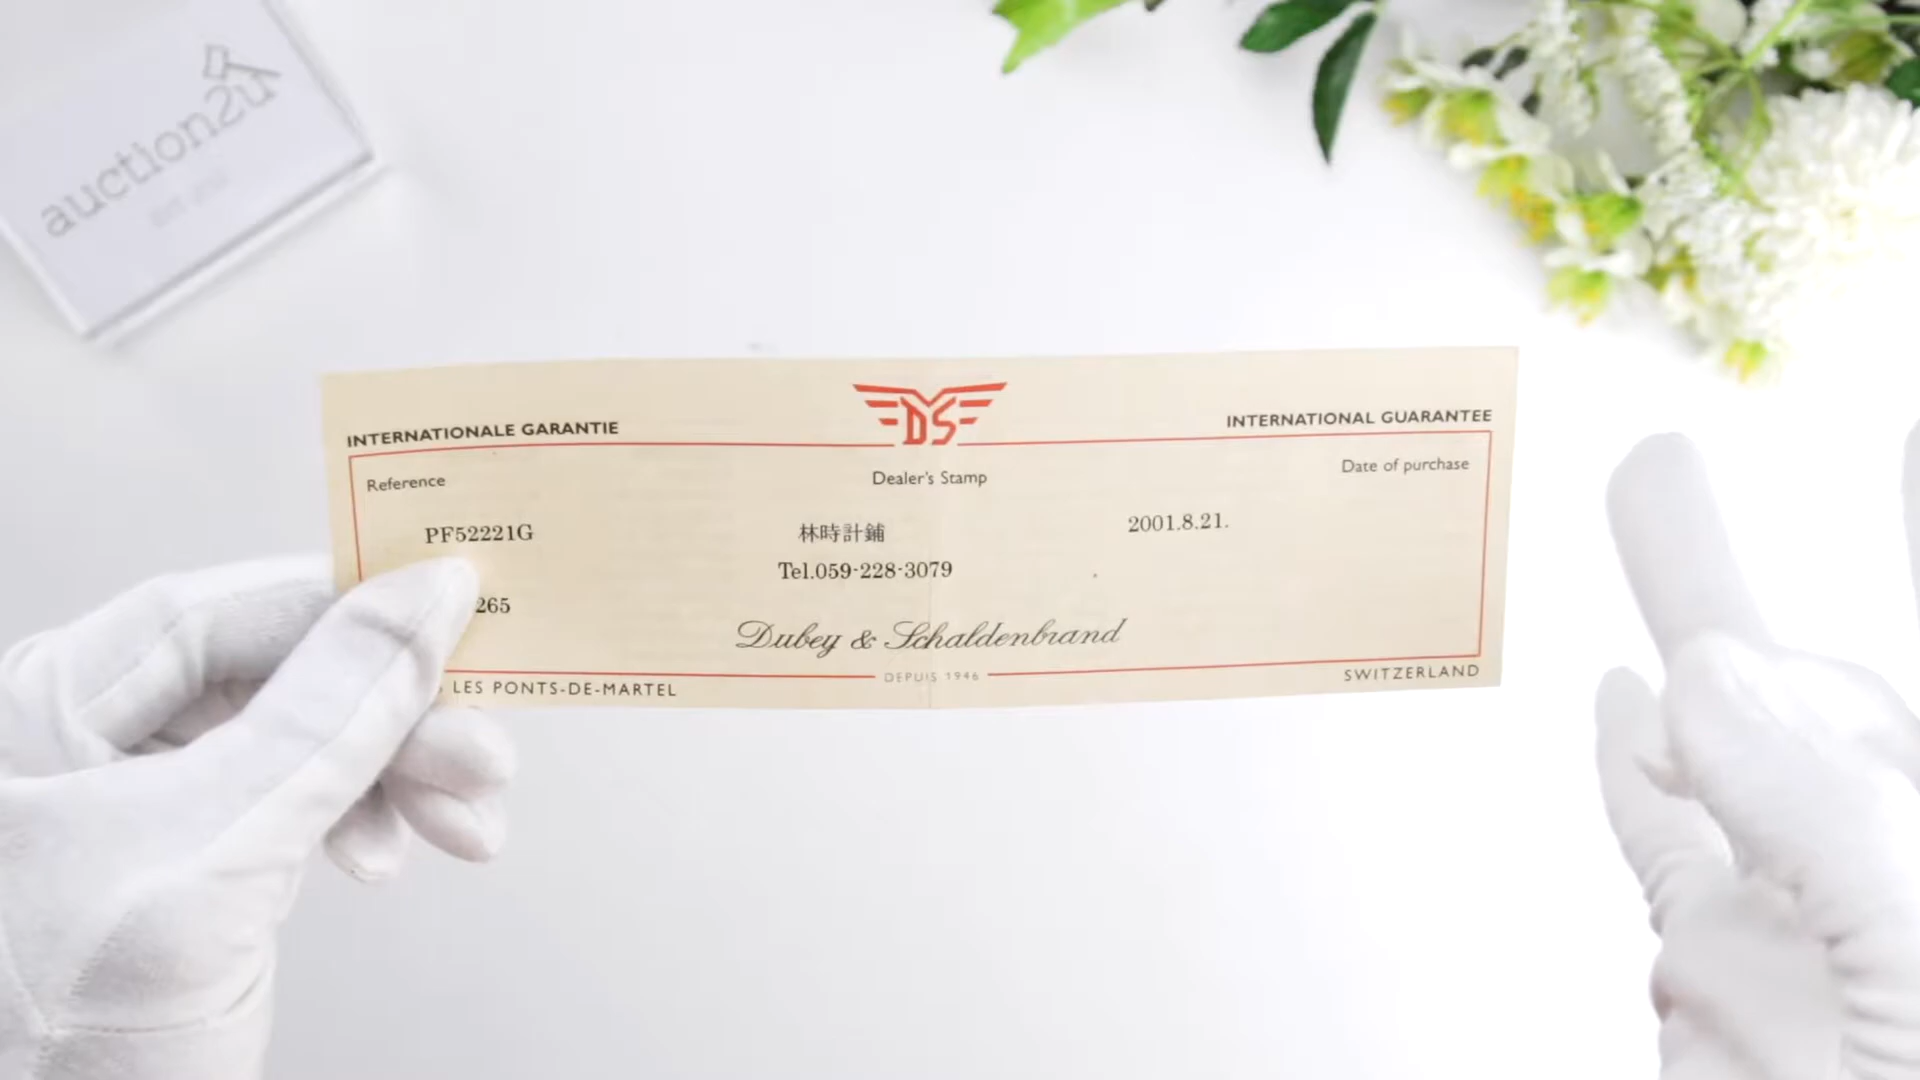 auction2u
INTERNATIONALE GARANTIE
DS
INTERNATIONAL GUARANTEE
Reference
Dealer's Stamp
Date of purchase
PF52221G
林時計鋪
2001.8.21.
Tel.059-228-3079
265
Dubey & Schaldenbrand
LES PONTS-DE-MARTEL
DEPUIS 1946
SWITZERLAND